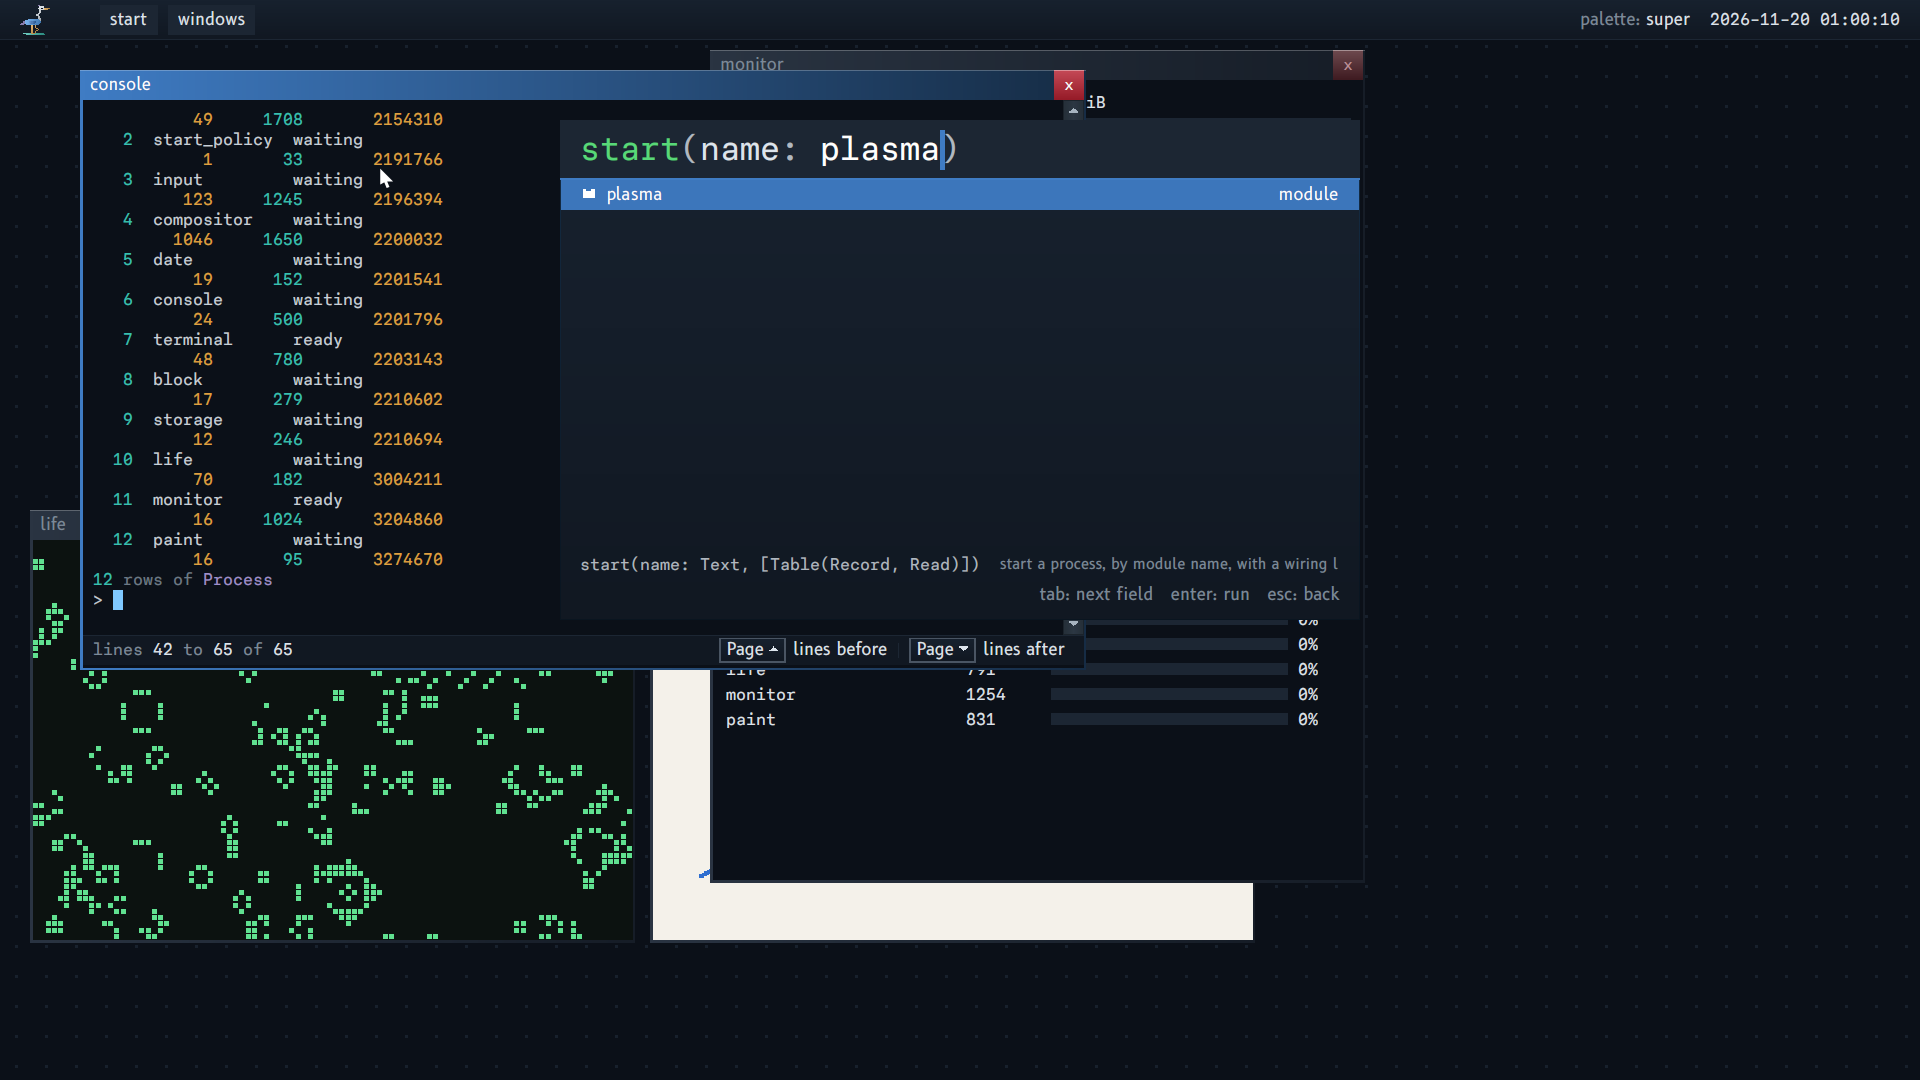 start windows palette: super 2026-11-20 01:00:10
monitor x
console x
iB
49 1708 2154310
2 start_policy waiting
1 33 2191766
3 input waiting
123 1245 2196394
4 compositor waiting
1046 1650 2200032
5 date waiting
19 152 2201541
6 console waiting
24 500 2201796
7 terminal ready
48 780 2203143
8 block waiting
17 279 2210602
9 storage waiting
12 246 2210694
10 life waiting
70 182 3004211
11 monitor ready
16 1024 3204860
12 paint waiting
16 95 3274670
12 rows of Process
>
lines 42 to 65 of 65 Page lines before Page lines after
start(name: plasma)
plasma module
start(name: Text, [Table(Record, Read)]) start a process, by module name, with a wiring l
tab: next field enter: run esc: back
life
0%
0%
life 791 0%
monitor 1254 0%
paint 831 0%